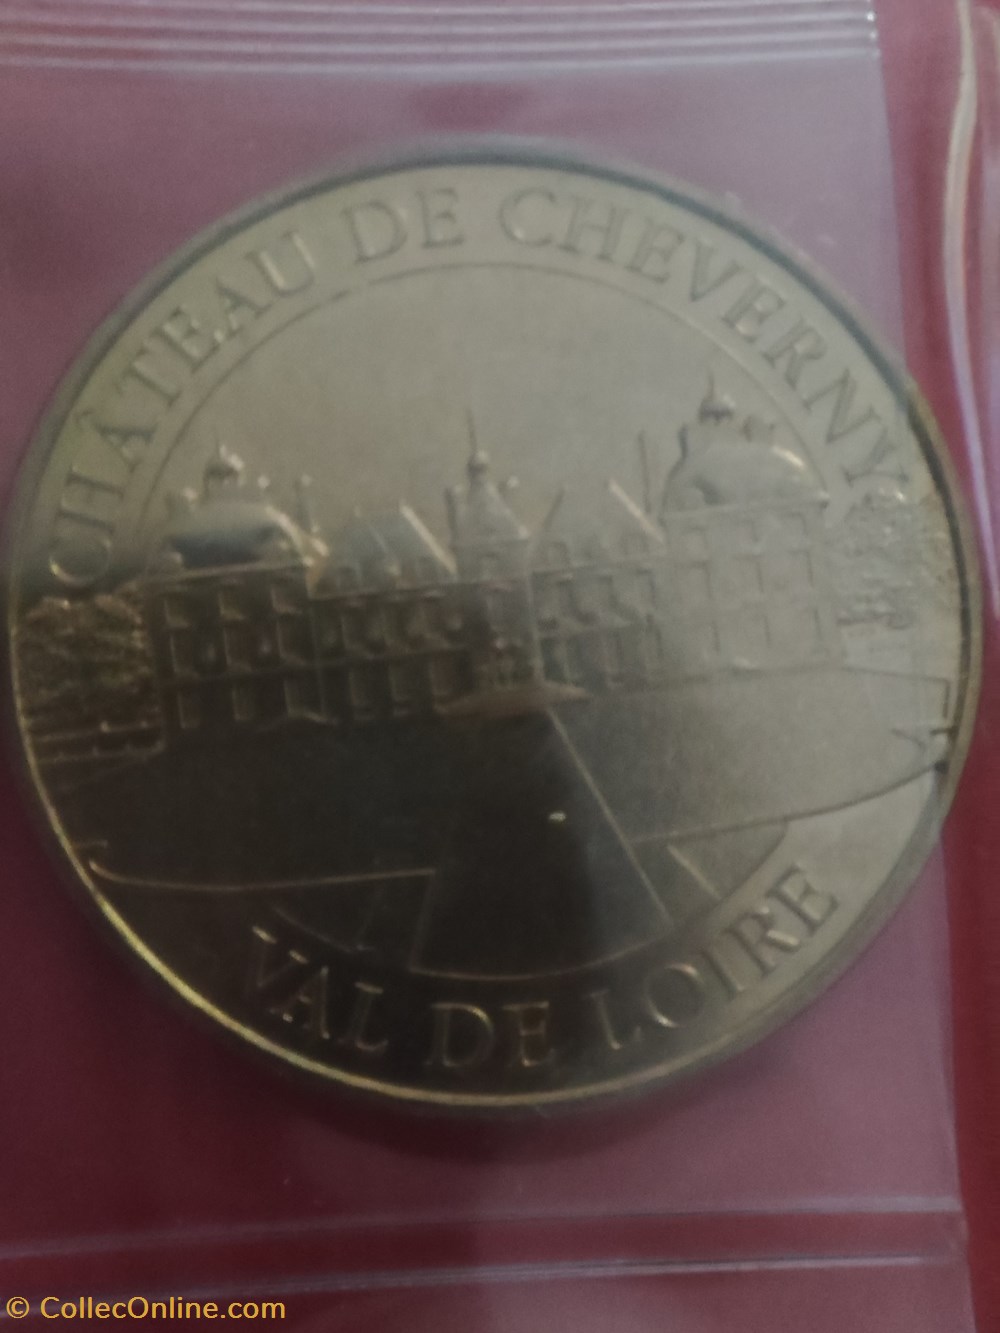 CHÂTEAU DE CHEVERNY
VAL DE LOIRE
© CollecOnline.com